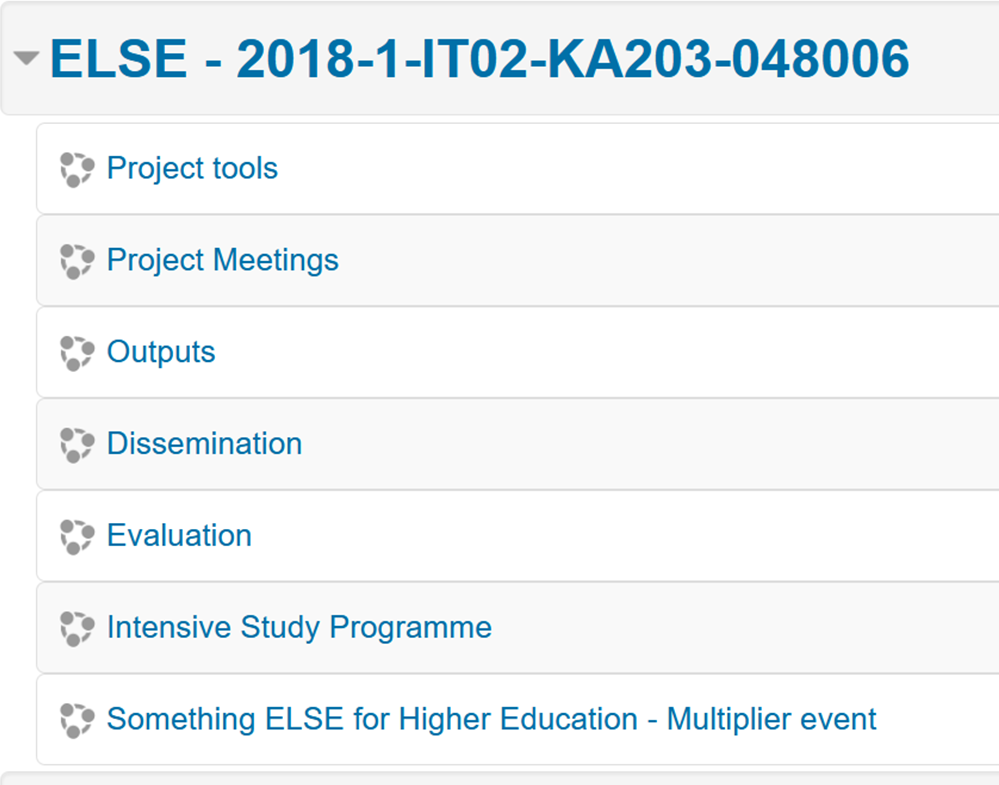 ELSE - 2018-1-IT02-KA203-048006
Project tools
Project Meetings
Outputs
Dissemination
Evaluation
Intensive Study Programme
Something ELSE for Higher Education - Multiplier event